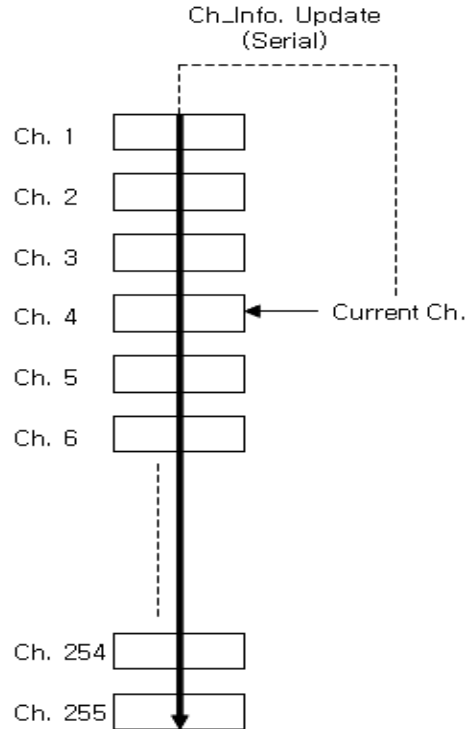 Ch_Info. Update
(Serial)
Ch. 1
Ch. 2
Ch. 3
Ch. 4
Current Ch.
Ch. 5
Ch. 6
Ch. 254
Ch. 255